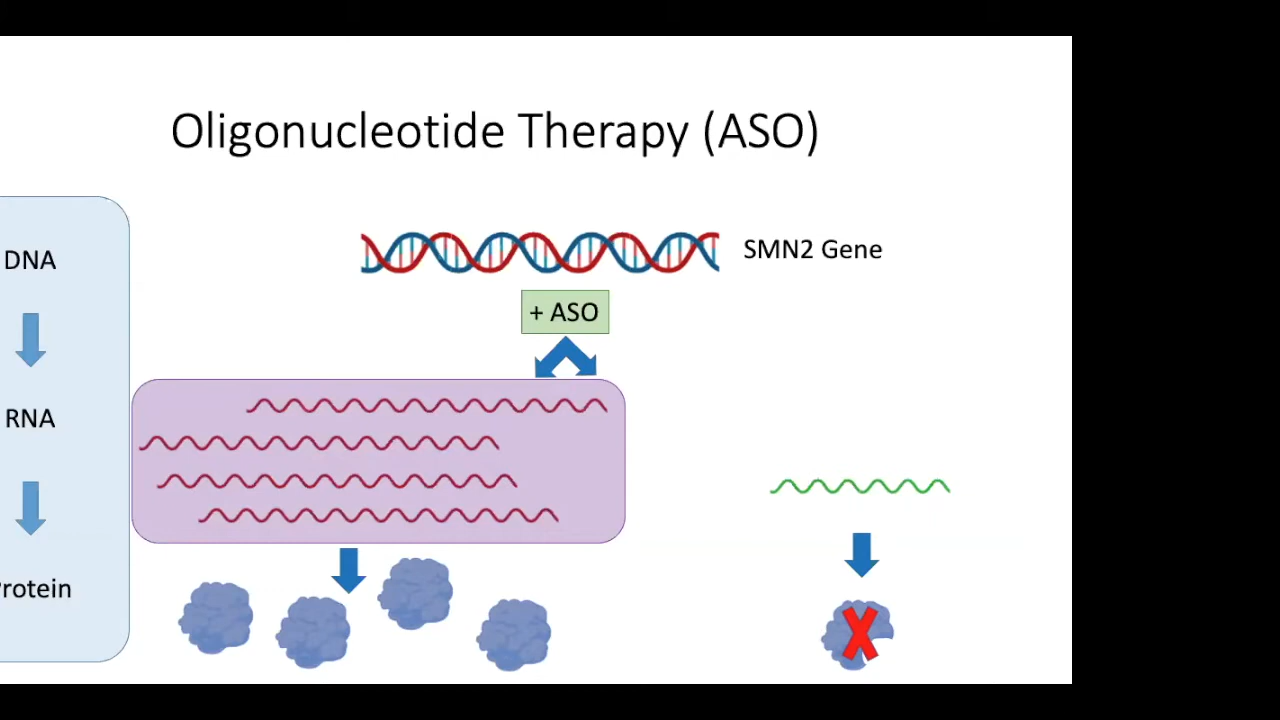 Oligonucleotide Therapy (ASO)
DNA
SMN2 Gene
+ ASO
RNA
rotein